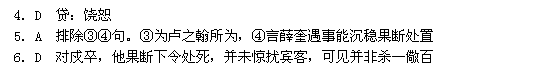 4. D 贷:饶恕
5. A 排除③④句。③为卢之翰所为，④言薛奎遇事能沉稳果断处置
6. D 对戍卒，他果断下令处死，并未惊扰宾客，可见并非杀一儆百